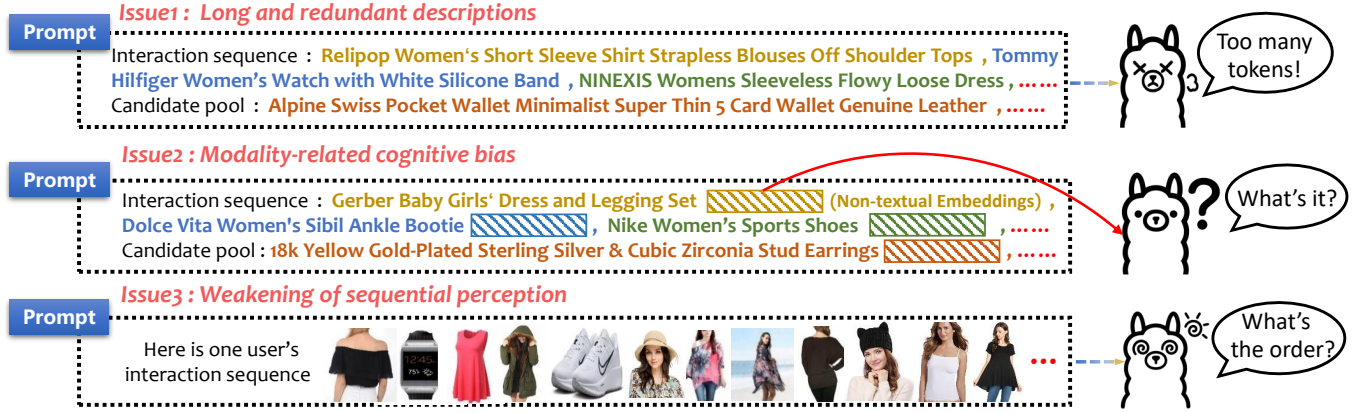 Issue1 : Long and redundant descriptions
Prompt
Interaction sequence : Relipop Women‘s Short Sleeve Shirt Strapless Blouses Off Shoulder Tops , Tommy
Hilfiger Women’s Watch with White Silicone Band , NINEXIS Womens Sleeveless Flowy Loose Dress , ......
Candidate pool : Alpine Swiss Pocket Wallet Minimalist Super Thin 5 Card Wallet Genuine Leather , ......
Too many
tokens!
Issue2 : Modality-related cognitive bias
Prompt
Interaction sequence : Gerber Baby Girls‘ Dress and Legging Set (Non-textual Embeddings) ,
Dolce Vita Women's Sibil Ankle Bootie , Nike Women’s Sports Shoes , ......
Candidate pool : 18k Yellow Gold-Plated Sterling Silver & Cubic Zirconia Stud Earrings , ......
?
What’s it?
Issue3 : Weakening of sequential perception
Prompt
Here is one user’s
interaction sequence
12:45
75°
...
What’s
the order?